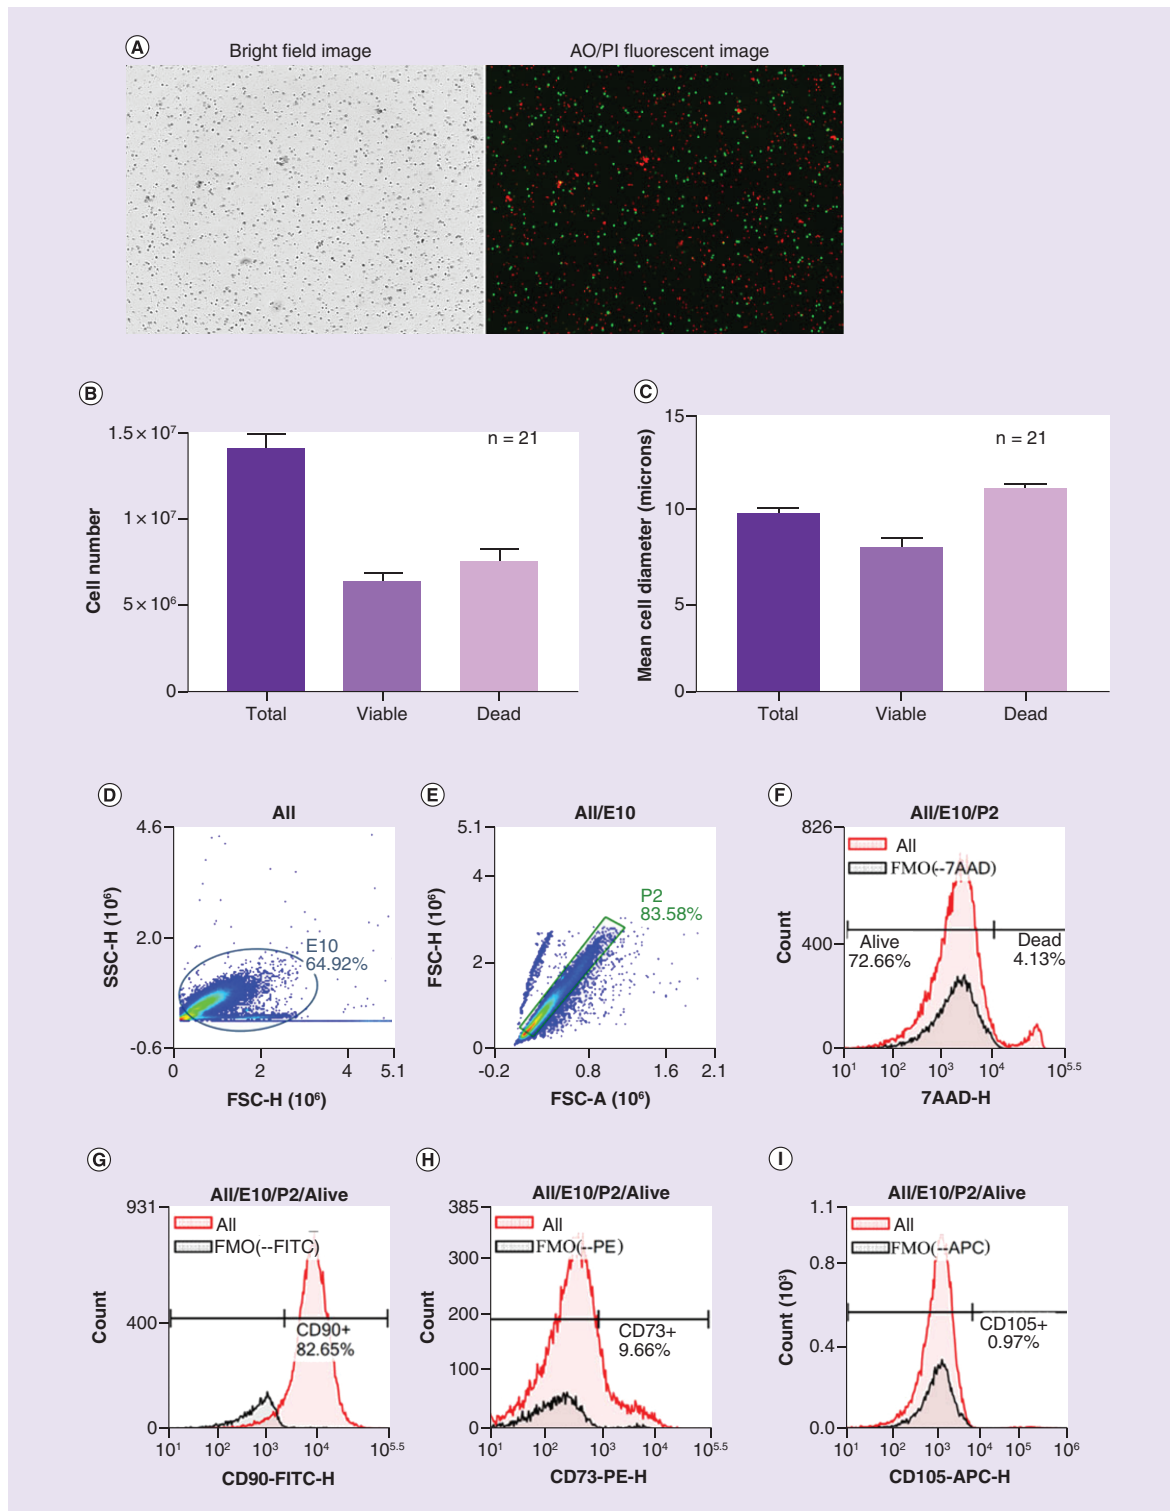 A
Bright field image
AO/PI fluorescent image
B
Cell number
1.5 × 10⁷
1 × 10⁷
5 × 10⁶
0
n = 21
Total Viable Dead
C
Mean cell diameter (microns)
15
10
5
0
n = 21
Total Viable Dead
D
All
SSC-H (10⁶)
4.6
2.0
-0.6
E10
64.92%
0 2 4 5.1
FSC-H (10⁶)
E
All/E10
FSC-H (10⁶)
5.1
4
2
0
P2
83.58%
-0.2 0.8 1.6 2.1
FSC-A (10⁶)
F
All/E10/P2
Count
826
400
0
All
FMO(--7AAD)
Alive
72.66%
Dead
4.13%
10¹ 10² 10³ 10⁴ 10⁵·⁵
7AAD-H
G
All/E10/P2/Alive
Count
931
400
0
All
FMO(--FITC)
CD90+
82.65%
10¹ 10² 10³ 10⁴ 10⁵·⁵
CD90-FITC-H
H
All/E10/P2/Alive
Count
385
300
200
100
0
All
FMO(--PE)
CD73+
9.66%
10¹ 10² 10³ 10⁴ 10⁵·⁵
CD73-PE-H
I
All/E10/P2/Alive
Count (10³)
1.1
0.8
0.4
0.0
All
FMO(--APC)
CD105+
0.97%
10¹ 10² 10³ 10⁴ 10⁵ 10⁶
CD105-APC-H